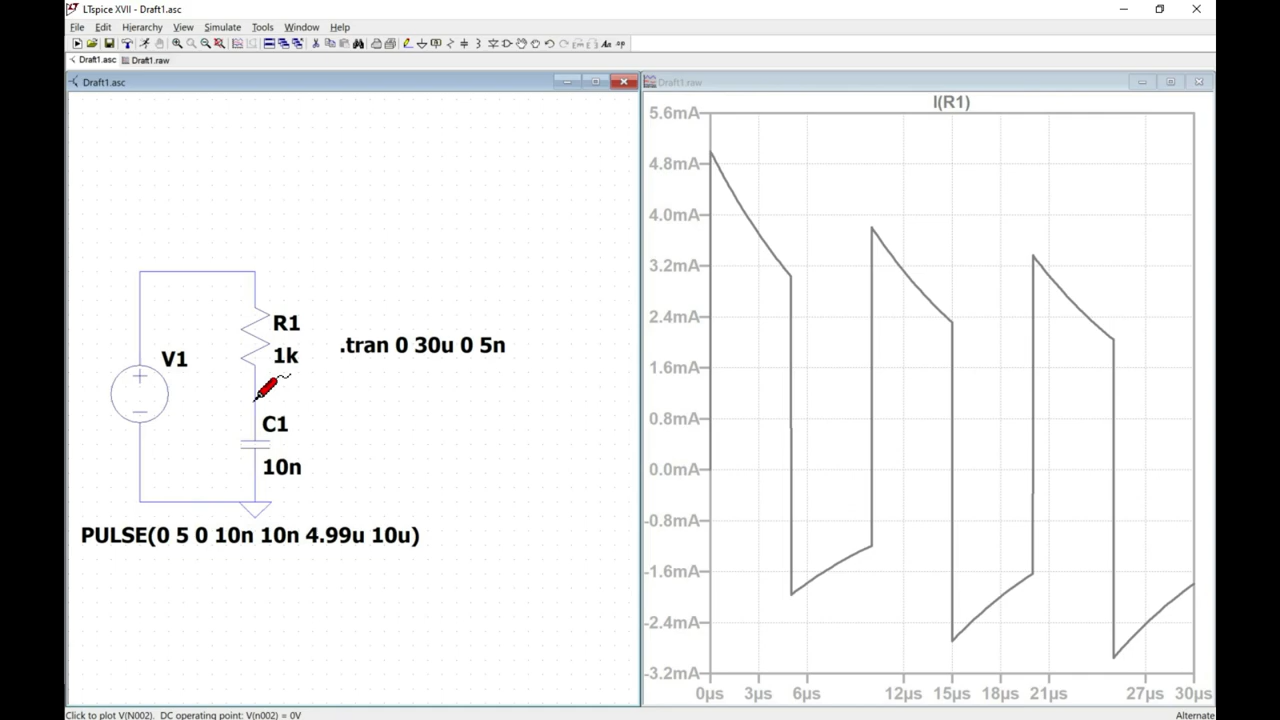 LTspice XVII - Draft1.asc
File Edit Hierarchy View Simulate Tools Window Help
Draft1.asc Draft1.raw
Draft1.asc
V1
R1
1k
.tran 0 30u 0 5n
C1
10n
PULSE(0 5 0 10n 10n 4.99u 10u)
Draft1.raw
I(R1)
5.6mA
4.8mA
4.0mA
3.2mA
2.4mA
1.6mA
0.8mA
0.0mA
-0.8mA
-1.6mA
-2.4mA
-3.2mA
0µs 3µs 6µs 12µs 15µs 18µs 21µs 27µs 30µs
Click to plot V(N002). DC operating point: V(n002) = 0V
Alternate